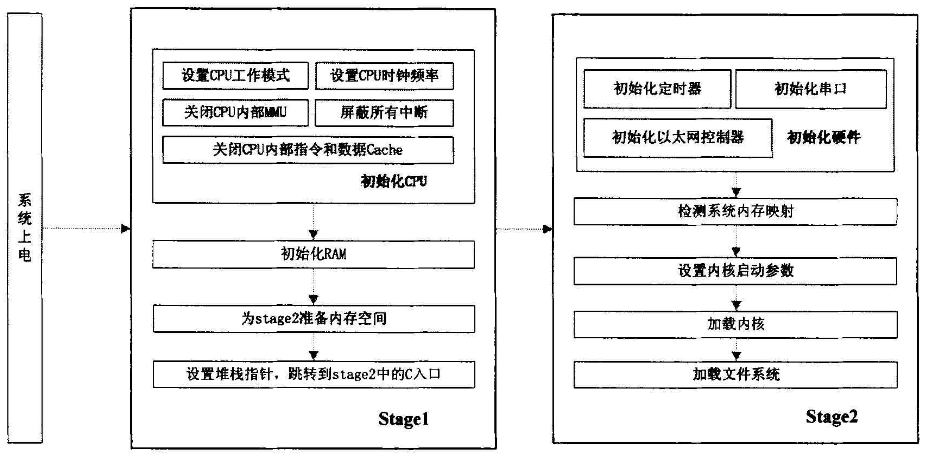 系统上电
设置CPU工作模式
设置CPU时钟频率
关闭CPU内部MMU
屏蔽所有中断
关闭CPU内部指令和数据Cache
初始化CPU
初始化RAM
为stage2准备内存空间
设置堆栈指针，跳转到stage2中的C入口
Stage1
初始化定时器
初始化串口
初始化以太网控制器
初始化硬件
检测系统内存映射
设置内核启动参数
加载内核
加载文件系统
Stage2